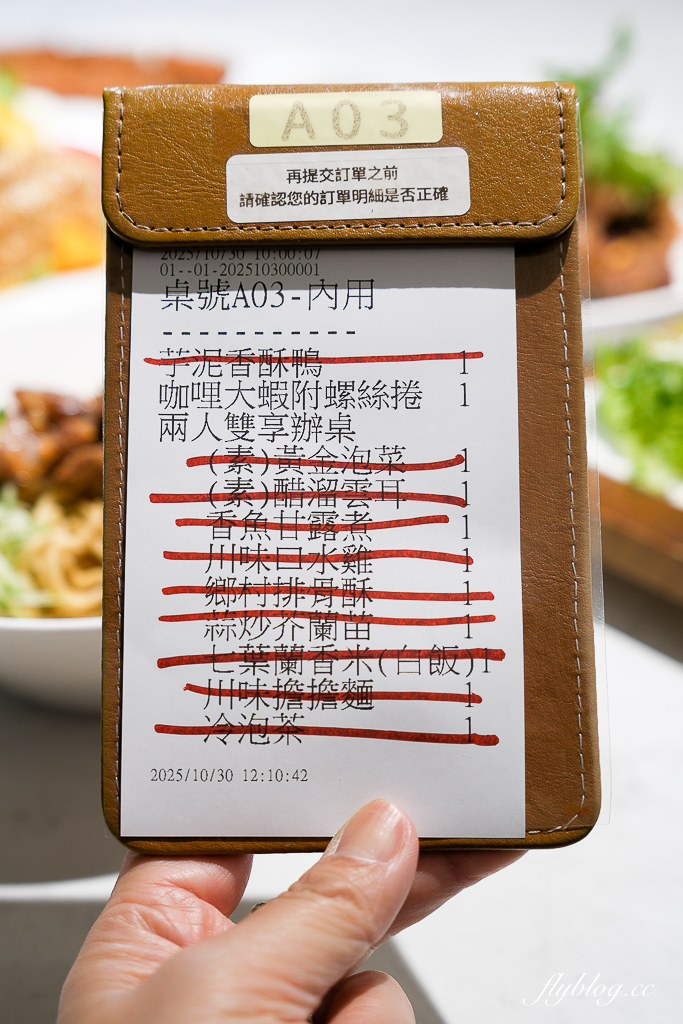 A03
再提交訂單之前
請確認您的訂單明細是否正確
2025/10/30 10:00:07
01--01-202510300001
桌號A03-內用
-----------
芋泥香酥鴨 1
咖哩大蝦附螺絲捲 1
兩人雙享辦桌
(素)黃金泡菜 1
(素)醋溜雲耳 1
香魚甘露煮 1
川味口水雞 1
鄉村排骨酥 1
蒜炒芥蘭苗 1
七葉蘭香米(白飯)1
川味擔擔麵 1
冷泡茶 1
2025/10/30 12:10:42
flyblog.cc